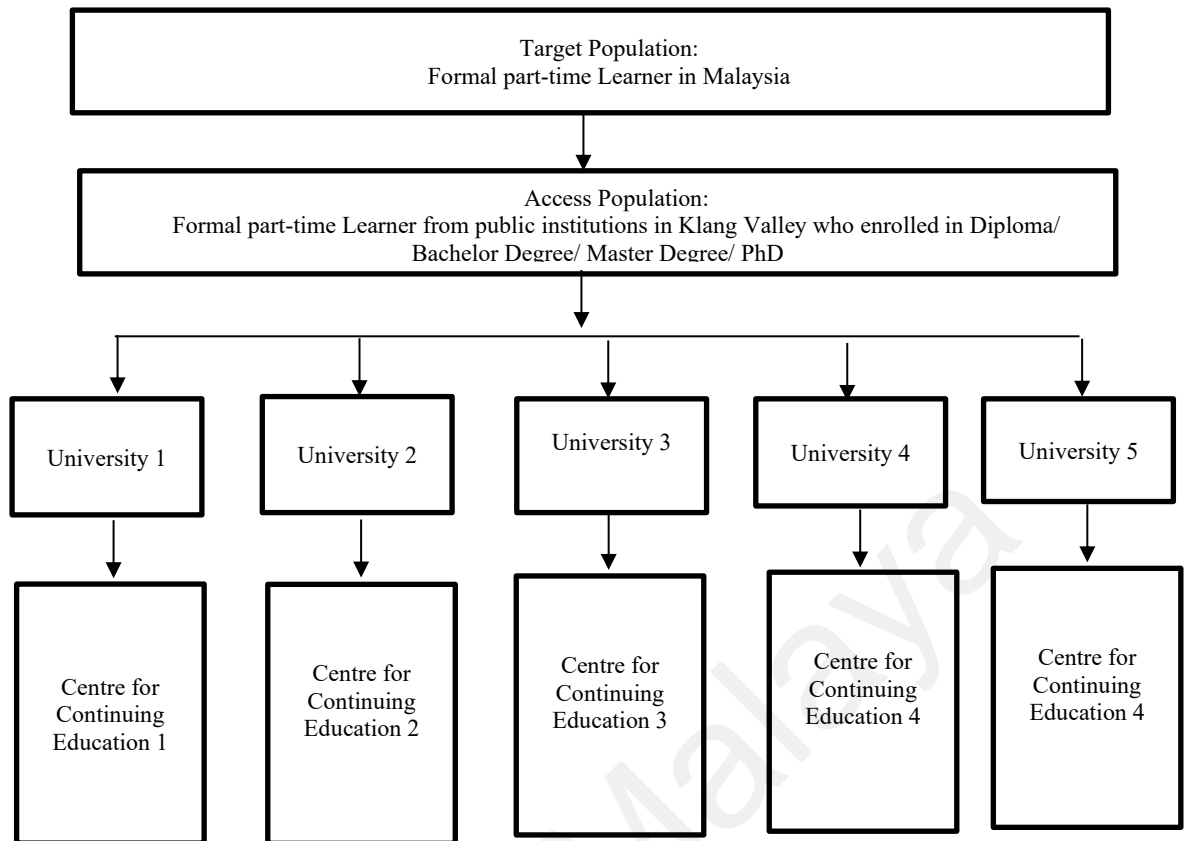 Target Population:
Formal part-time Learner in Malaysia
Access Population:
Formal part-time Learner from public institutions in Klang Valley who enrolled in Diploma/
Bachelor Degree/ Master Degree/ PhD
University 1
University 2
University 3
University 4
University 5
Centre for
Continuing
Education 1
Centre for
Continuing
Education 2
Centre for
Continuing
Education 3
Centre for
Continuing
Education 4
Centre for
Continuing
Education 4
Malaya